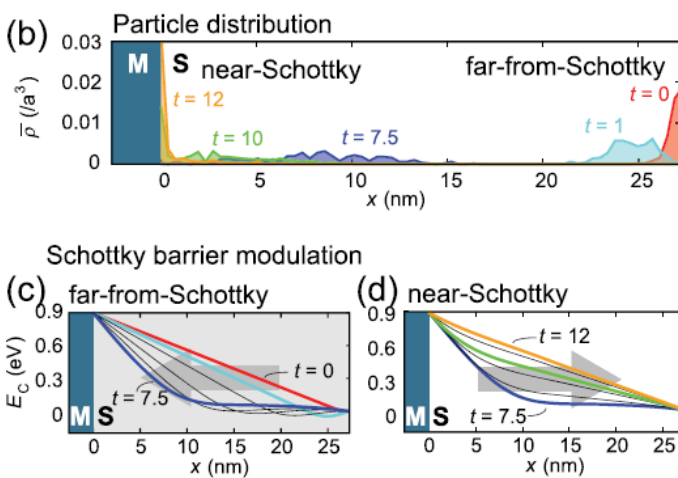 (b) Particle distribution
0.03
0.02
0.01
0
ρ̅ (/a³)
M S near-Schottky far-from-Schottky
t = 12
t = 10
t = 7.5
t = 1
t = 0
0 5 10 15 20 25
x (nm)
Schottky barrier modulation
(c) far-from-Schottky
0.9
0.6
0.3
0
E_C (eV)
t = 0
t = 7.5
M S
0 5 10 15 20 25
x (nm)
(d) near-Schottky
0.9
0.6
0.3
0
t = 12
t = 7.5
M S
0 5 10 15 20 25
x (nm)